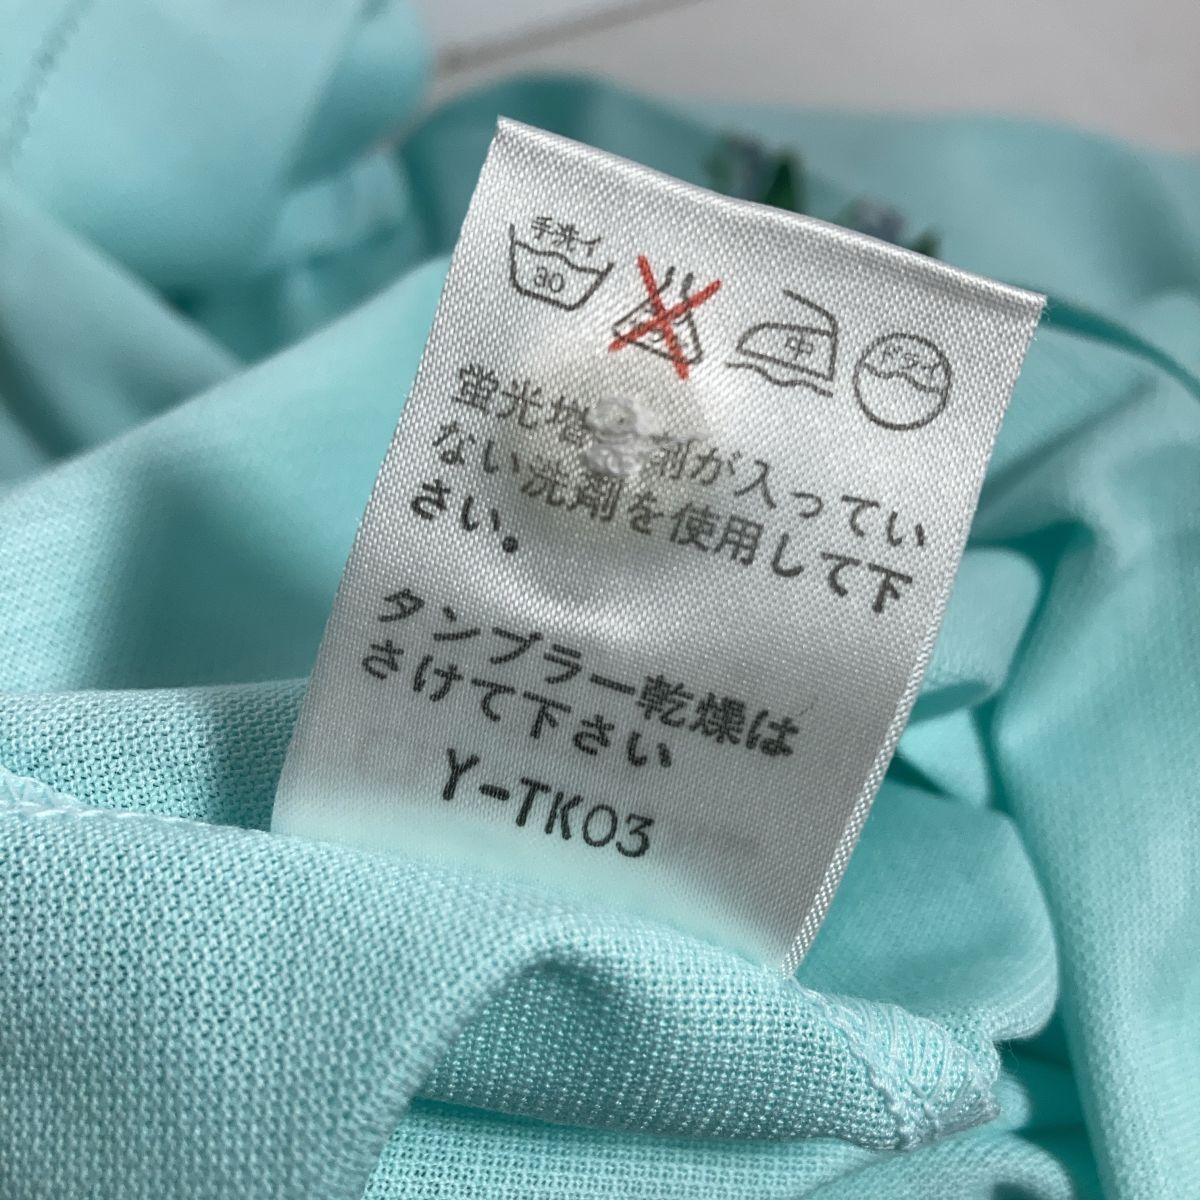 手洗イ
30
中
ドライ
蛍光増 剤が入ってい
ない洗剤を使用して下
さい。
タンブラー乾燥は
さけて下さい
Y-TK03